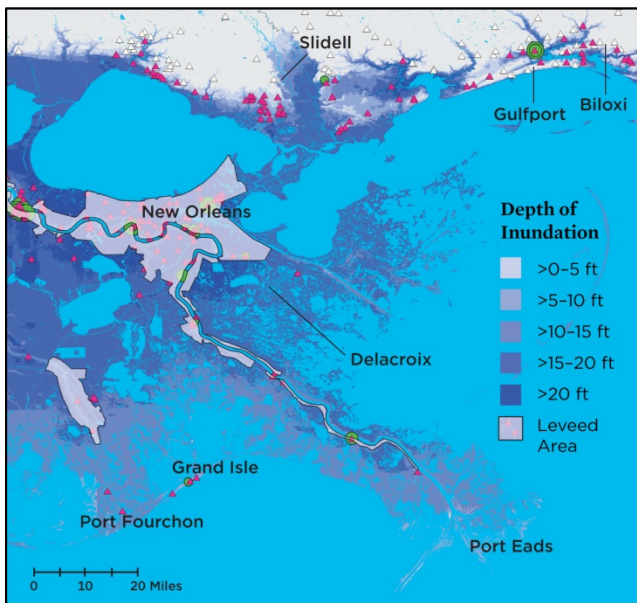 Slidell
Gulfport
Biloxi
New Orleans
Depth of
Inundation
>0–5 ft
>5–10 ft
>10–15 ft
>15–20 ft
>20 ft
Leveed
Area
Delacroix
Grand Isle
Port Fourchon
Port Eads
0 10 20 Miles